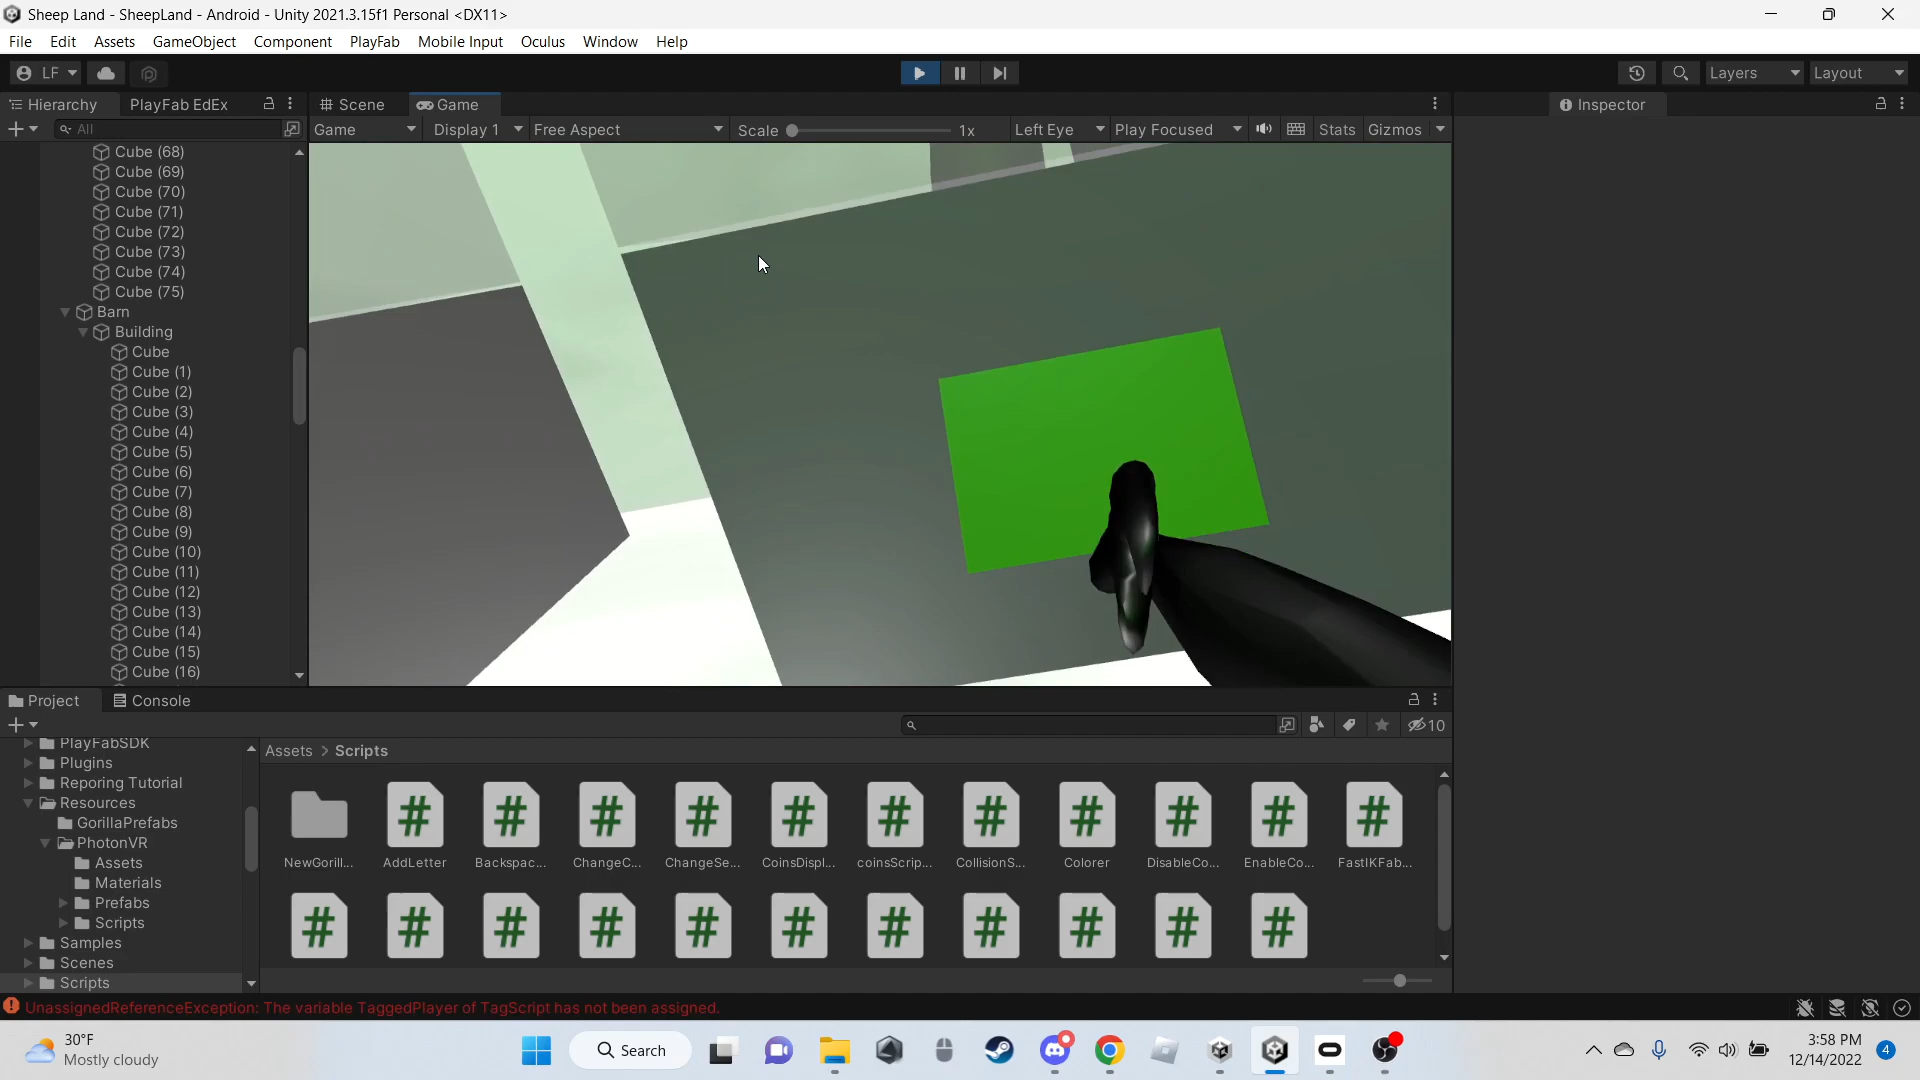 Sheep Land - SheepLand - Android - Unity 2021.3.15f1 Personal <DX11>
File Edit Assets GameObject Component PlayFab Mobile Input Oculus Window Help
LF Layers Layout
Hierarchy PlayFab EdEx Scene Game Inspector
All Game Display 1 Free Aspect Scale 1x Left Eye Play Focused Stats Gizmos
Cube (68)
Cube (69)
Cube (70)
Cube (71)
Cube (72)
Cube (73)
Cube (74)
Cube (75)
Barn
Building
Cube
Cube (1)
Cube (2)
Cube (3)
Cube (4)
Cube (5)
Cube (6)
Cube (7)
Cube (8)
Cube (9)
Cube (10)
Cube (11)
Cube (12)
Cube (13)
Cube (14)
Cube (15)
Cube (16)
Project Console
10
PlayFabSDK
Plugins
Reporing Tutorial
Resources
GorillaPrefabs
PhotonVR
Assets
Materials
Prefabs
Scripts
Samples
Scenes
Scripts
Assets > Scripts
NewGorill... AddLetter Backspac... ChangeC... ChangeSe... CoinsDispl... coinsScrip... CollisionS... Colorer DisableCo... EnableCo... FastIKFab...
UnassignedReferenceException: The variable TaggedPlayer of TagScript has not been assigned.
30°F
Mostly cloudy
Search
3:58 PM
12/14/2022
4